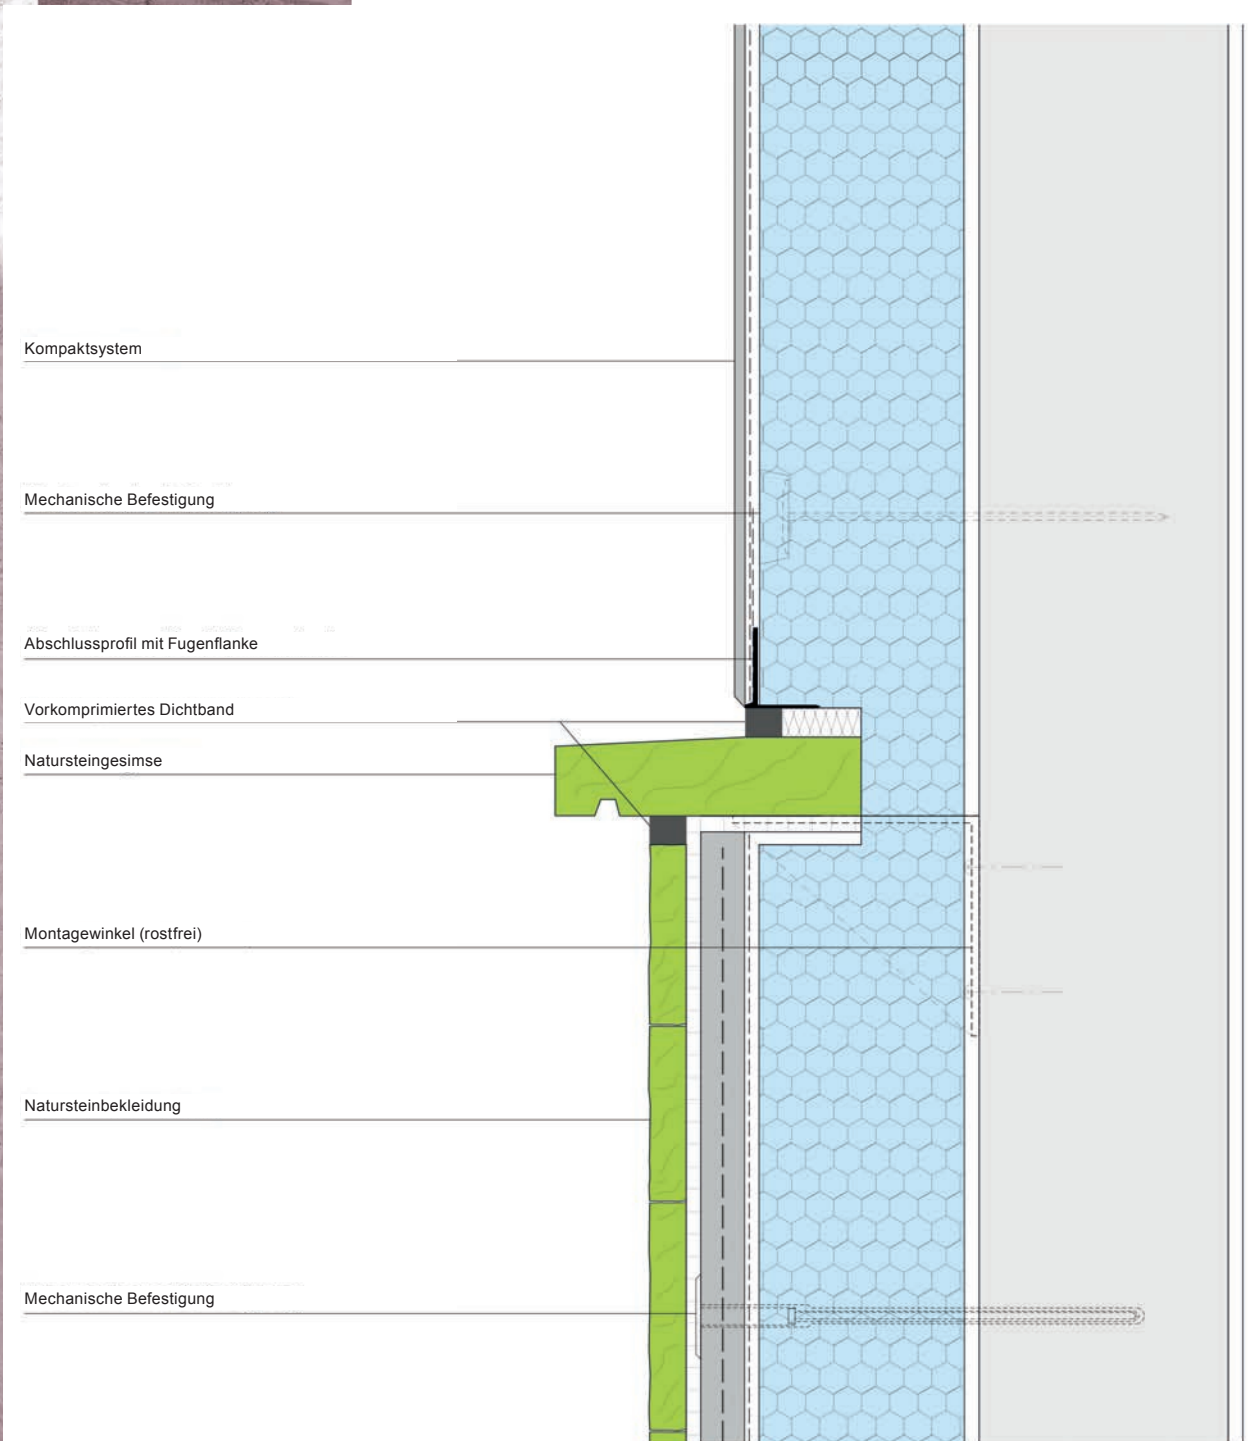 Kompaktsystem
Mechanische Befestigung
Abschlussprofil mit Fugenflanke
Vorkomprimiertes Dichtband
Natursteingesimse
Montagewinkel (rostfrei)
Natursteinbekleidung
Mechanische Befestigung